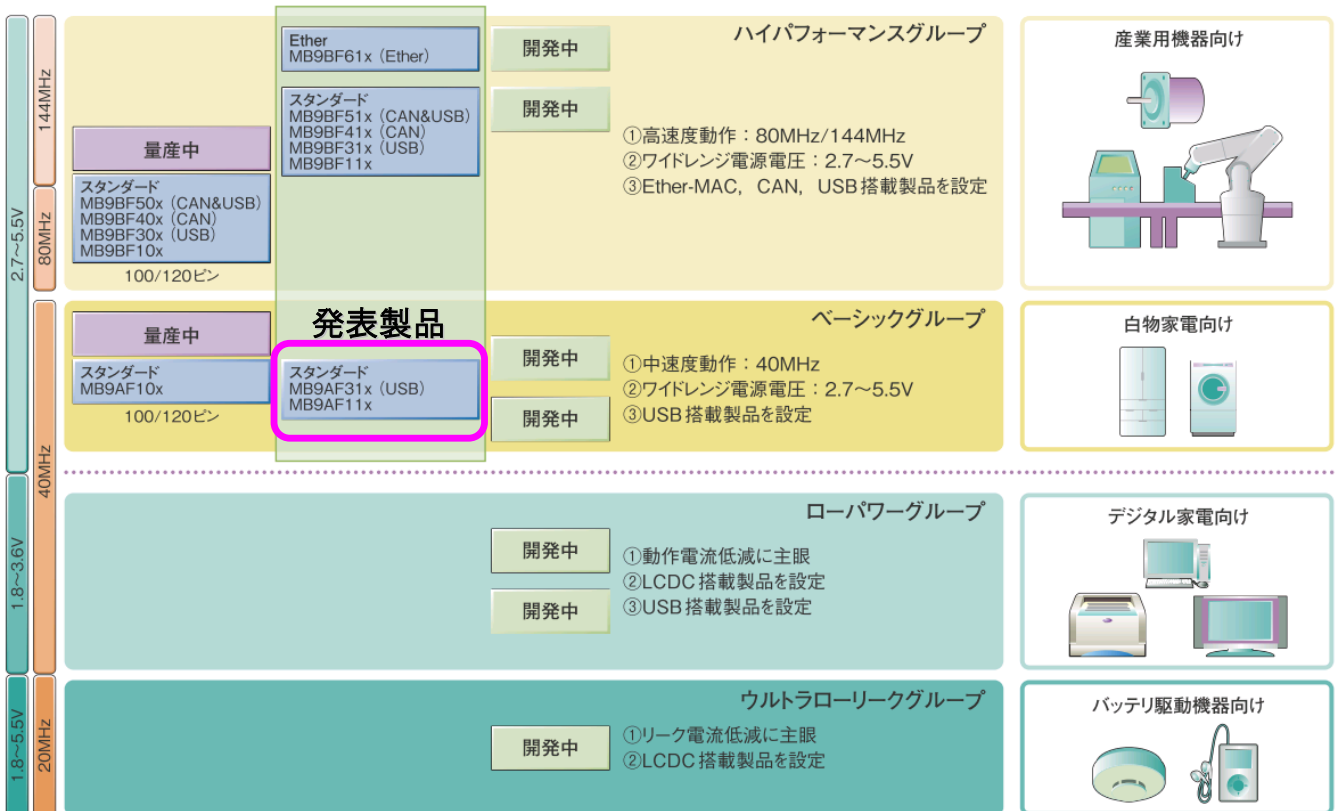 2.7～5.5V
1.8～3.6V
1.8～5.5V
144MHz
80MHz
40MHz
20MHz
ハイパフォーマンスグループ
Ether
MB9BF61x（Ether）
開発中
スタンダード
MB9BF51x（CAN&USB）
MB9BF41x（CAN）
MB9BF31x（USB）
MB9BF11x
開発中
量産中
スタンダード
MB9BF50x（CAN&USB）
MB9BF40x（CAN）
MB9BF30x（USB）
MB9BF10x
100/120ピン
①高速度動作：80MHz/144MHz
②ワイドレンジ電源電圧：2.7～5.5V
③Ether-MAC，CAN，USB搭載製品を設定
産業用機器向け
ベーシックグループ
発表製品
量産中
スタンダード
MB9AF10x
100/120ピン
スタンダード
MB9AF31x（USB）
MB9AF11x
開発中
開発中
①中速度動作：40MHz
②ワイドレンジ電源電圧：2.7～5.5V
③USB搭載製品を設定
白物家電向け
ローパワーグループ
開発中
開発中
①動作電流低減に主眼
②LCDC搭載製品を設定
③USB搭載製品を設定
デジタル家電向け
ウルトラローリークグループ
開発中
①リーク電流低減に主眼
②LCDC搭載製品を設定
バッテリ駆動機器向け